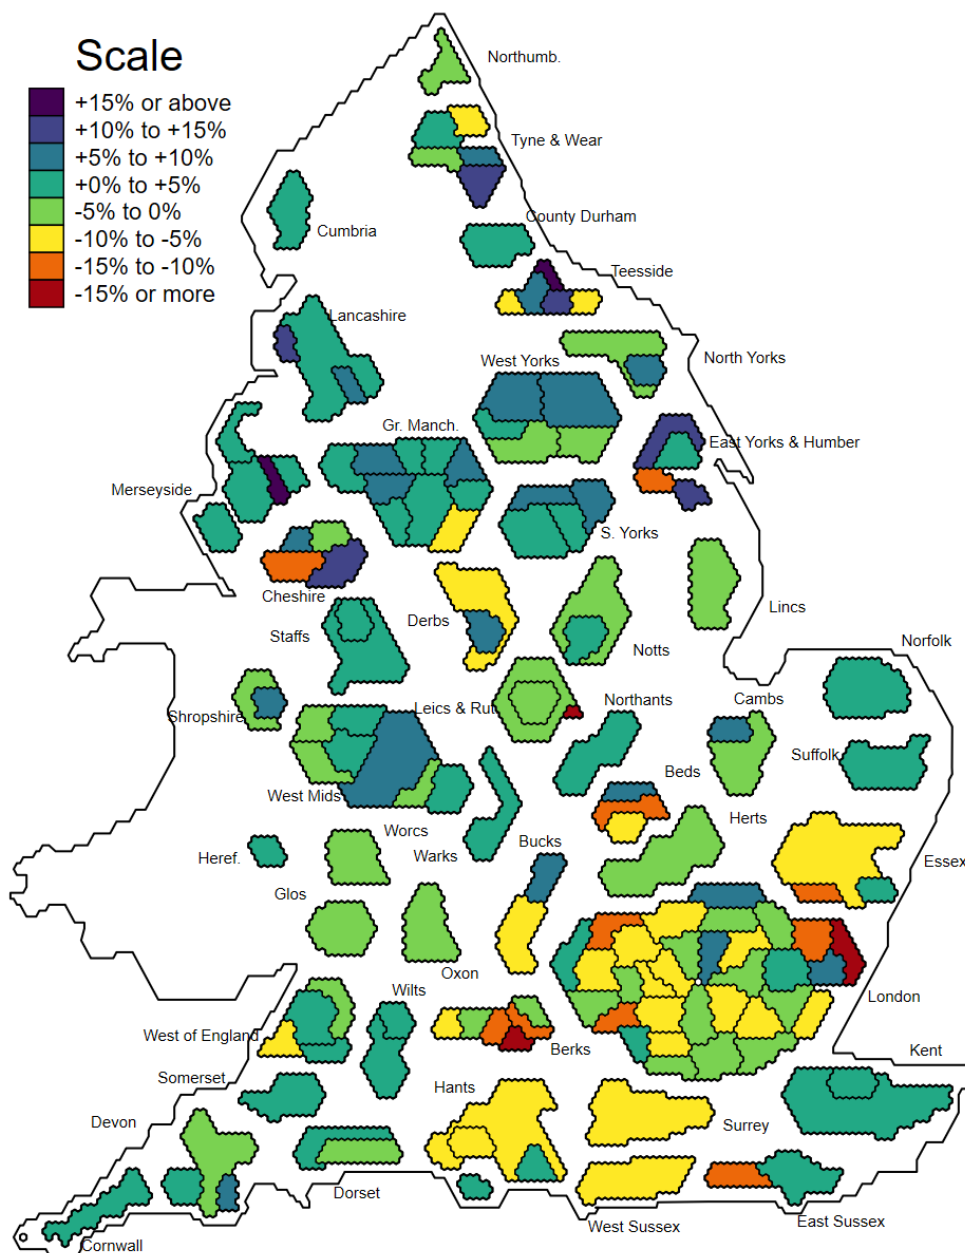 Scale
+15% or above
+10% to +15%
+5% to +10%
+0% to +5%
-5% to 0%
-10% to -5%
-15% to -10%
-15% or more
Northumb.
Tyne & Wear
County Durham
Cumbria
Teesside
Lancashire
West Yorks
North Yorks
Gr. Manch.
East Yorks & Humber
Merseyside
S. Yorks
Cheshire
Lincs
Staffs
Derbs
Notts
Norfolk
Shropshire
Leics & Rut
Northants
Cambs
Suffolk
Beds
West Mids
Worcs
Warks
Bucks
Herts
Heref.
Essex
Glos
Oxon
London
Wilts
West of England
Berks
Kent
Somerset
Hants
Devon
Surrey
Dorset
West Sussex
East Sussex
Cornwall